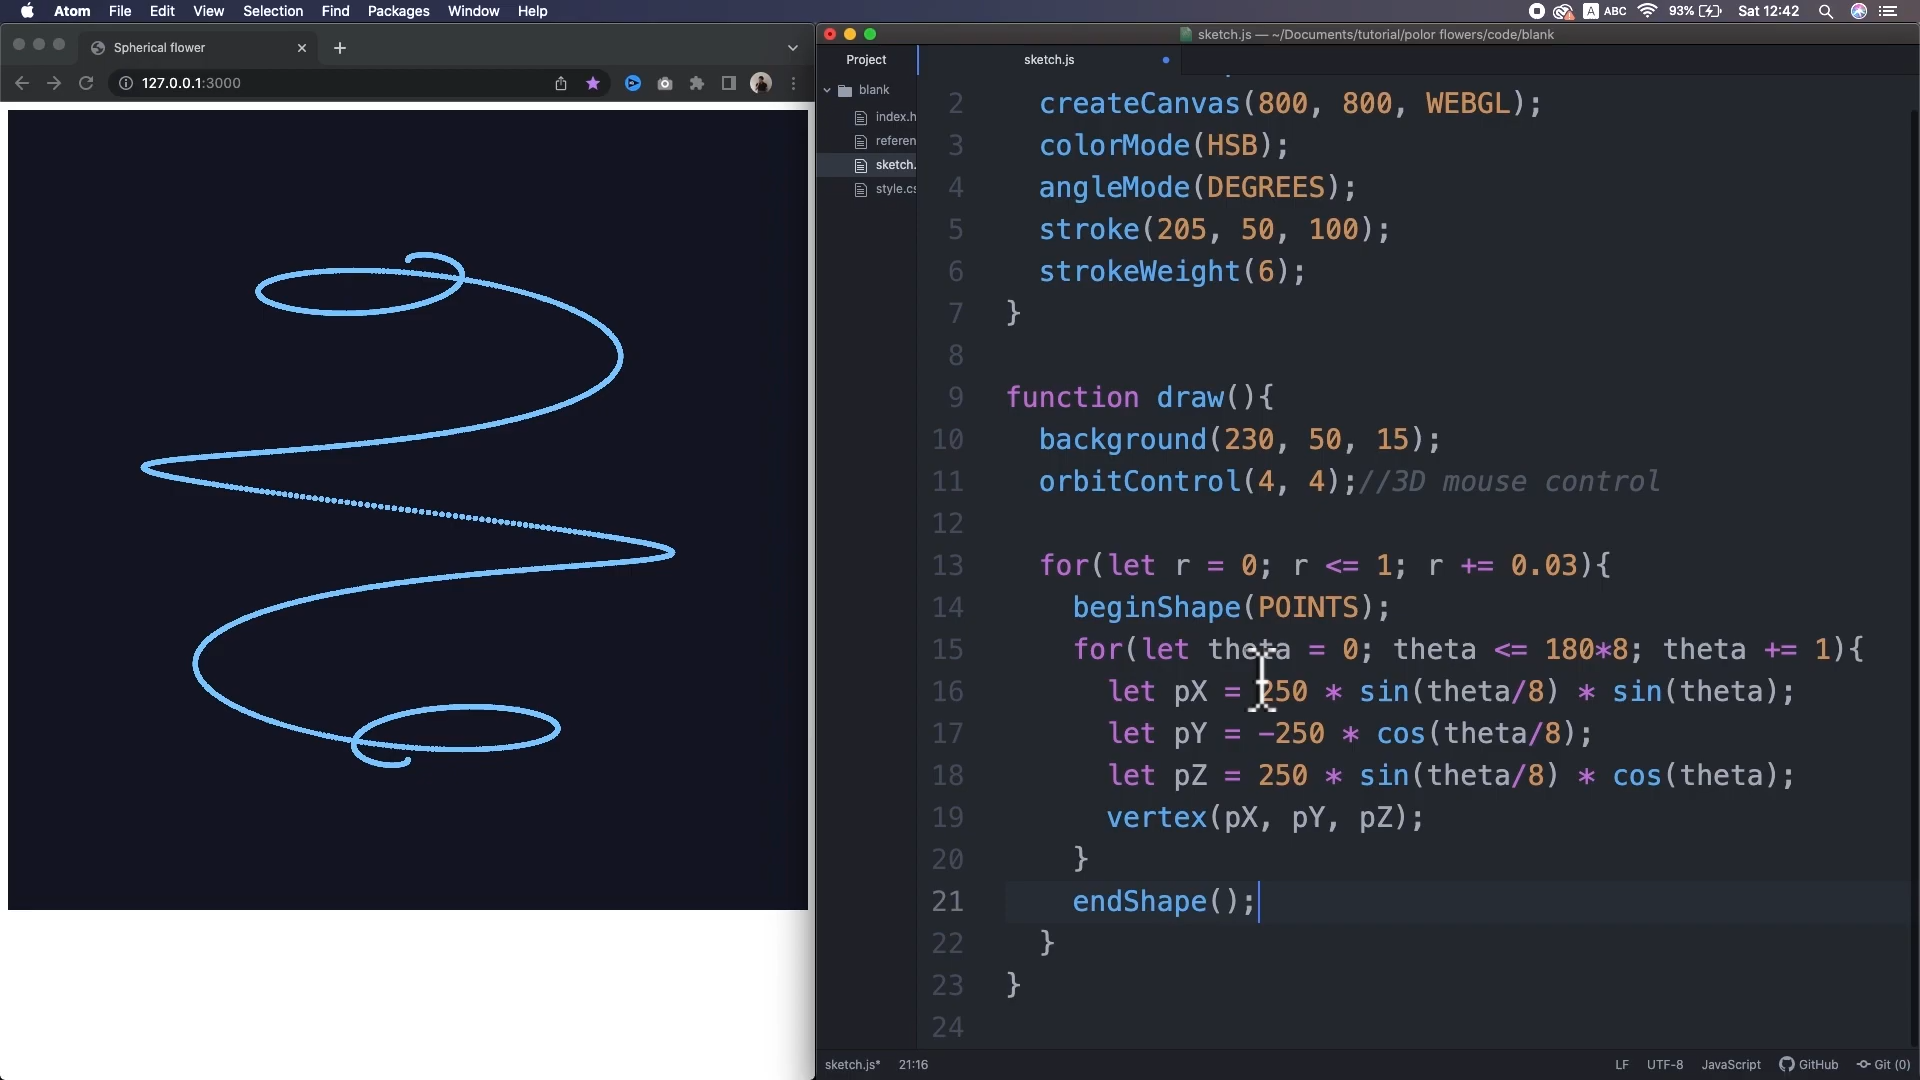 Atom File Edit View Selection Find Packages Window Help
A ABC 93% Sat 12:42
Spherical flower
127.0.0.1:3000
sketch.js — ~/Documents/tutorial/polor flowers/code/blank
Project
sketch.js
blank
index.h
referen
sketch.
style.cs
2 createCanvas(800, 800, WEBGL);
3 colorMode(HSB);
4 angleMode(DEGREES);
5 stroke(205, 50, 100);
6 strokeWeight(6);
7 }
8
9 function draw(){
10 background(230, 50, 15);
11 orbitControl(4, 4);//3D mouse control
12
13 for(let r = 0; r <= 1; r += 0.03){
14 beginShape(POINTS);
15 for(let theta = 0; theta <= 180*8; theta += 1){
16 let pX = 250 * sin(theta/8) * sin(theta);
17 let pY = -250 * cos(theta/8);
18 let pZ = 250 * sin(theta/8) * cos(theta);
19 vertex(pX, pY, pZ);
20 }
21 endShape();
22 }
23 }
24
sketch.js* 21:16
LF UTF-8 JavaScript GitHub Git (0)